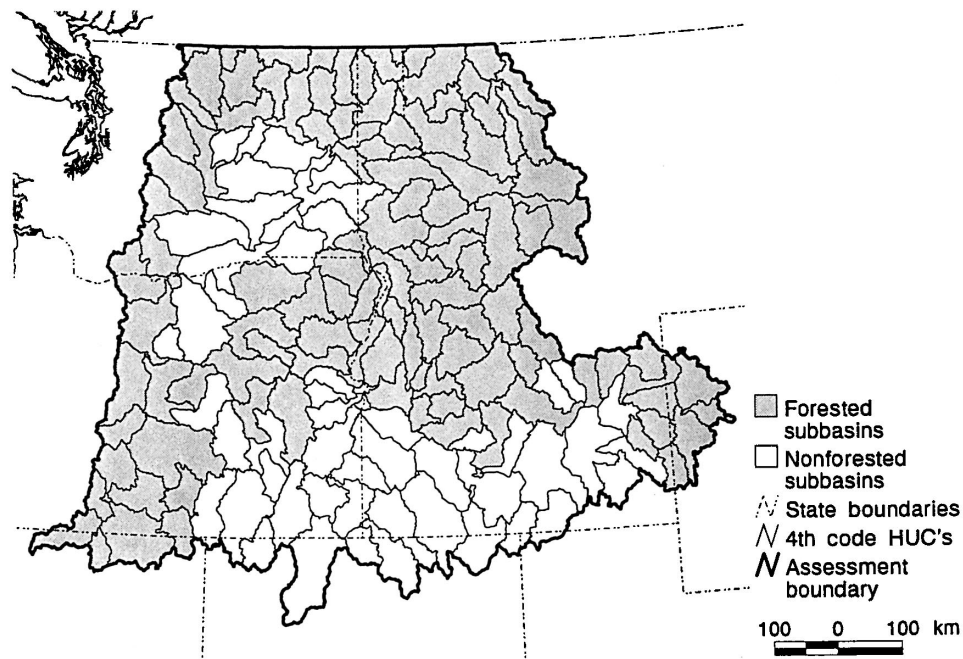 Forested
subbasins
Nonforested
subbasins
State boundaries
4th code HUC's
Assessment
boundary
100 0 100 km